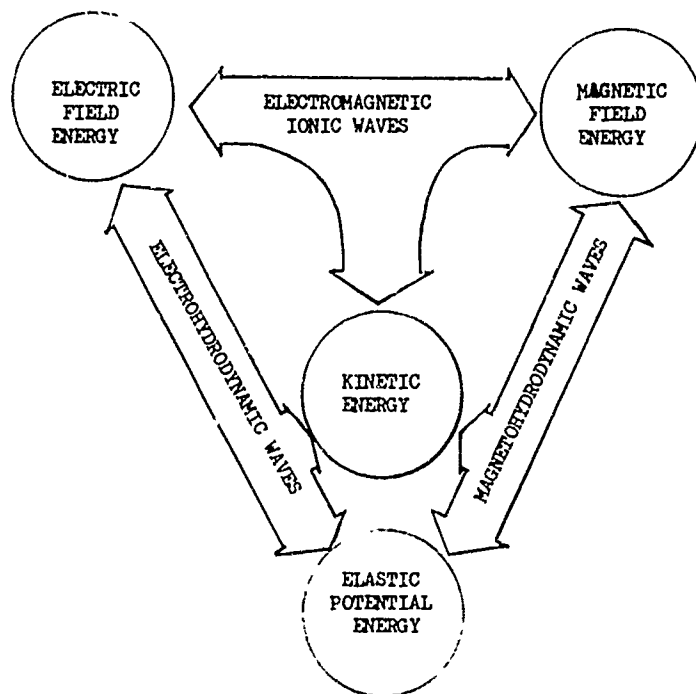 ELECTRIC
FIELD
ENERGY
ELECTROMAGNETIC
IONIC WAVES
MAGNETIC
FIELD
ENERGY
ELECTROHYDRODYNAMIC WAVES
MAGNETOHYDRODYNAMIC WAVES
KINETIC
ENERGY
ELASTIC
POTENTIAL
ENERGY